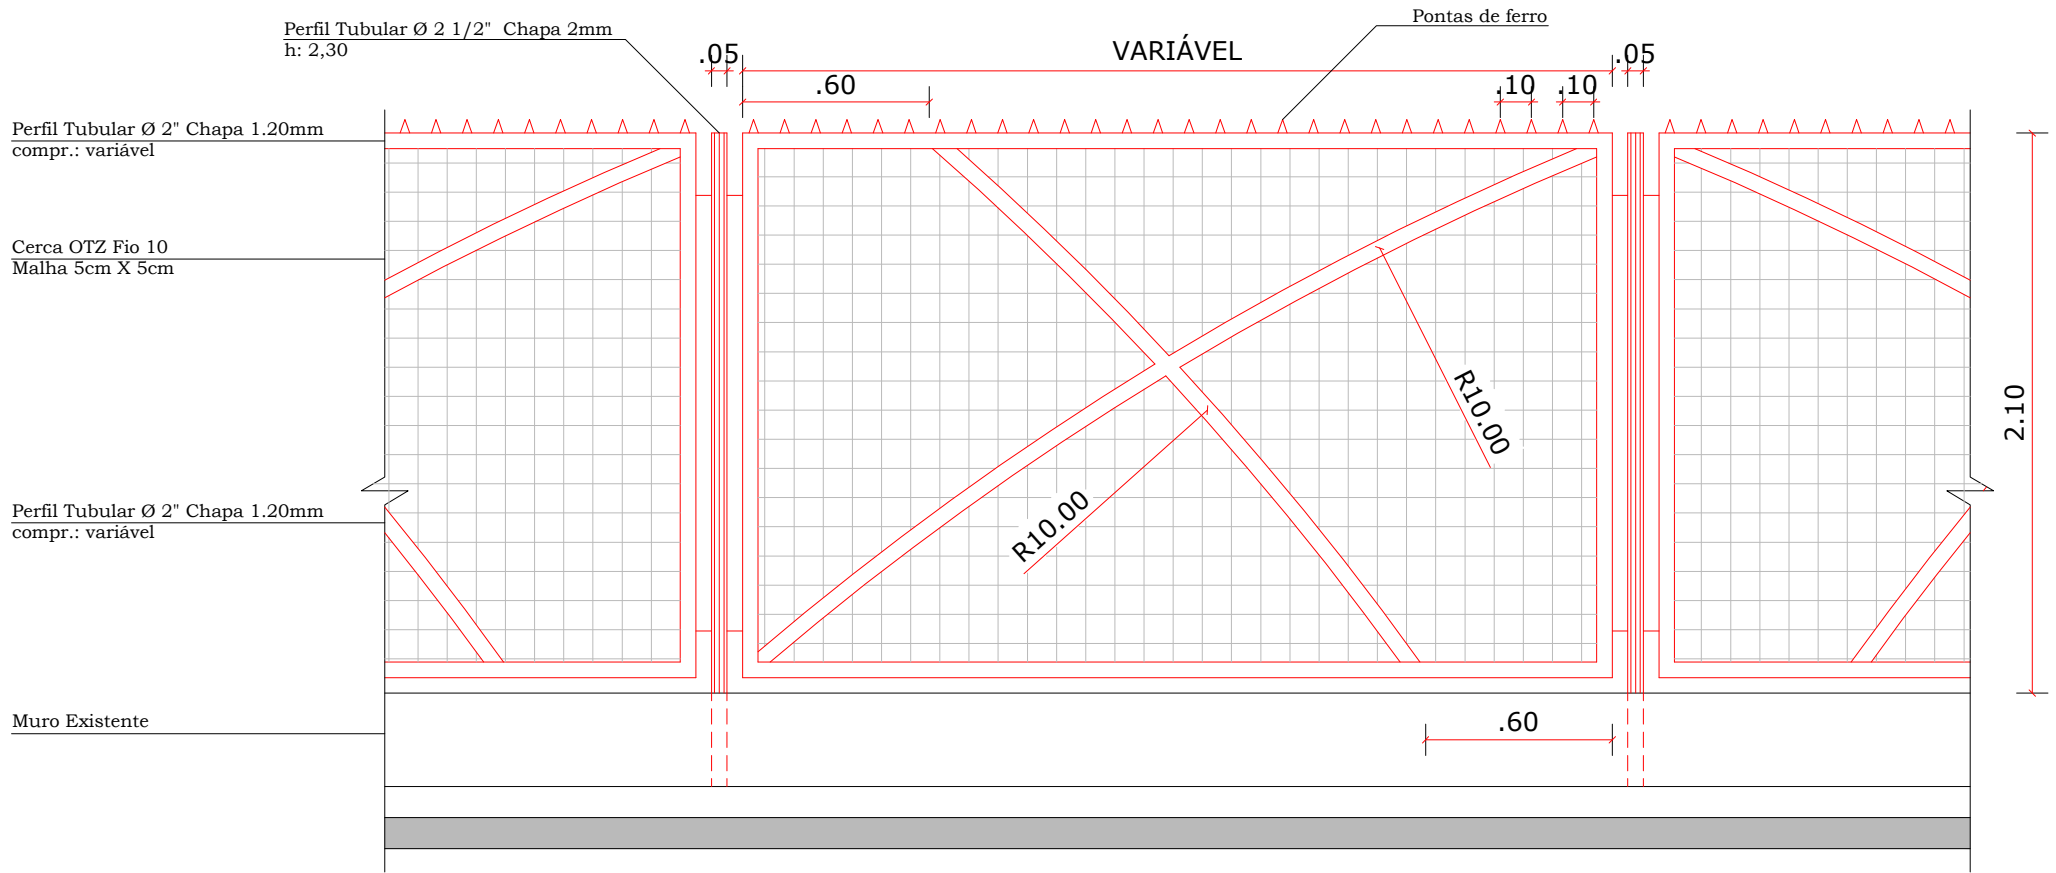 Perfil Tubular Ø 2 1/2"  Chapa 2mm
h: 2,30
Pontas de ferro
.05
VARIÁVEL
.05
.60
.10
.10
Perfil Tubular Ø 2" Chapa 1.20mm
compr.: variável
Cerca OTZ Fio 10
Malha 5cm X 5cm
R10.00
2.10
R10.00
Perfil Tubular Ø 2" Chapa 1.20mm
compr.: variável
Muro Existente
.60